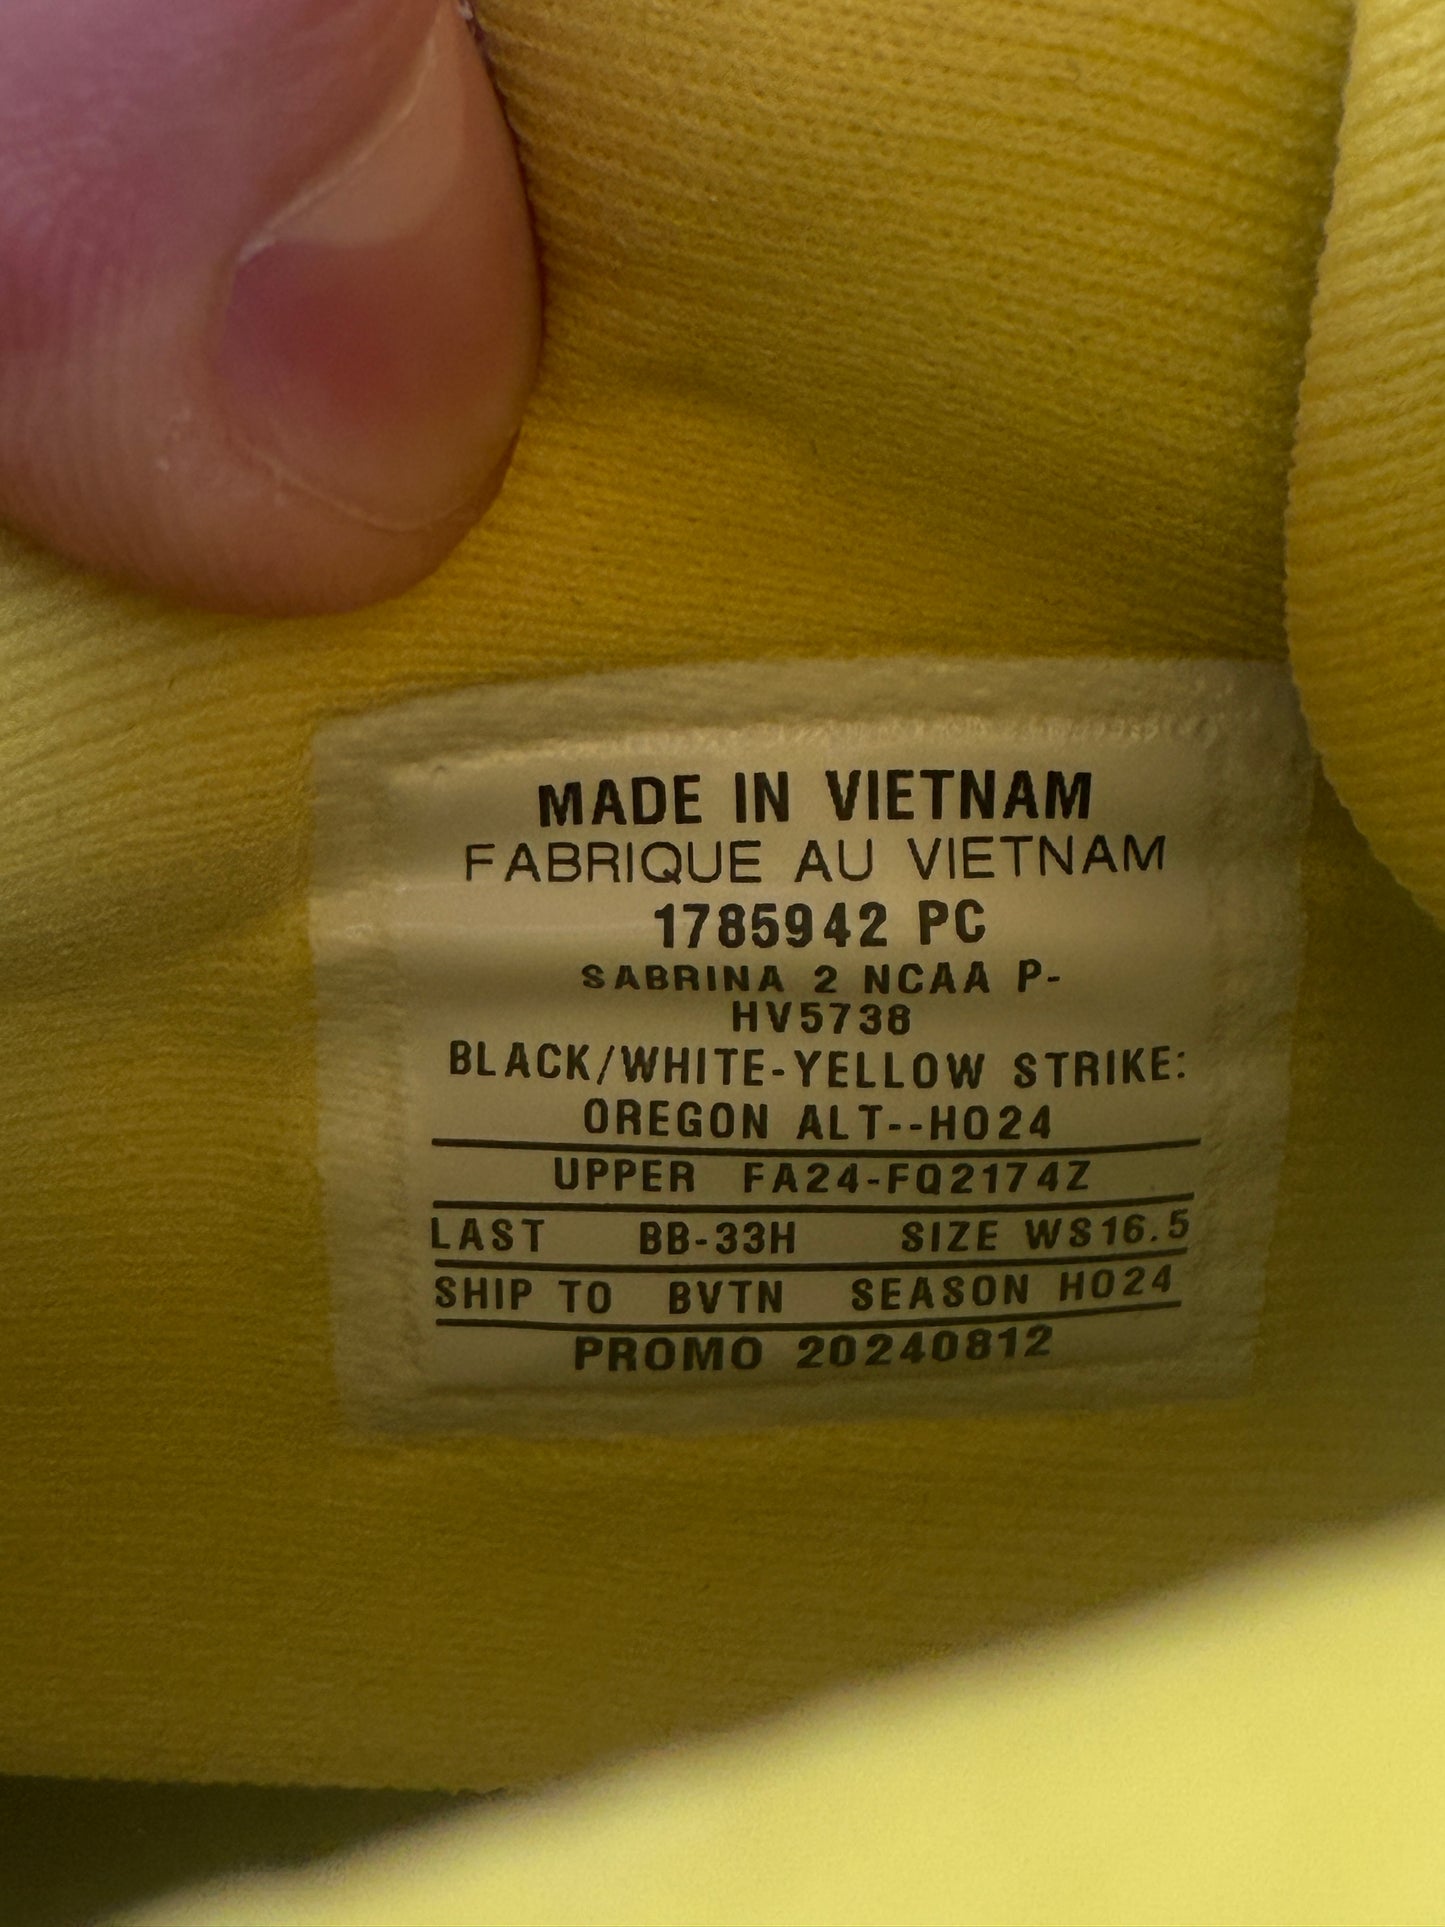 MADE IN VIETNAM
FABRIQUE AU VIETNAM
1785942 PC
SABRINA 2 NCAA P-
HV5738
BLACK/WHITE-YELLOW STRIKE:
OREGON ALT--HO24
UPPER FA24-FQ2174Z
LAST BB-33H SIZE WS16.5
SHIP TO BVTN SEASON HO24
PROMO 20240812